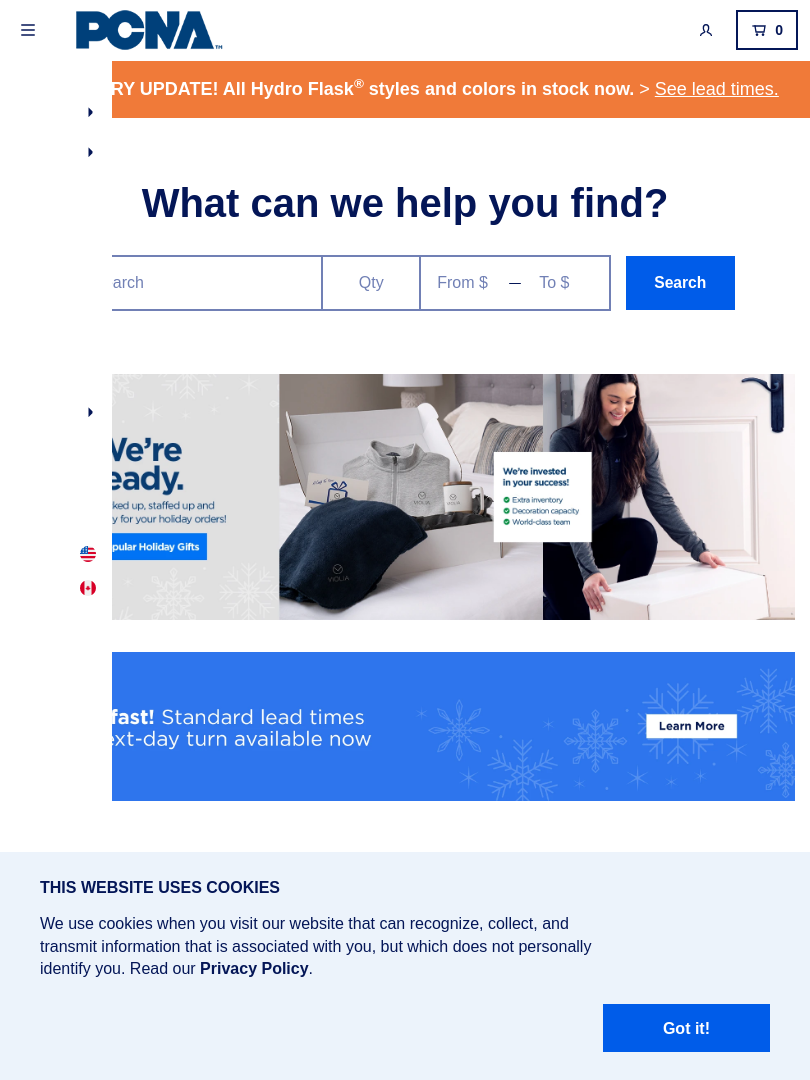 PCNA
0
RY UPDATE! All Hydro Flask® styles and colors in stock now. > See lead times.
What can we help you find?
arch
Qty
From $
To $
Search
We're
eady.
ked up, staffed up and
y for your holiday orders!
pular Holiday Gifts
VIOLIA
We're invested
in your success!
Extra inventory
Decoration capacity
World-class team
fast! Standard lead times
ext-day turn available now
Learn More
THIS WEBSITE USES COOKIES
We use cookies when you visit our website that can recognize, collect, and
transmit information that is associated with you, but which does not personally
identify you. Read our Privacy Policy.
Got it!